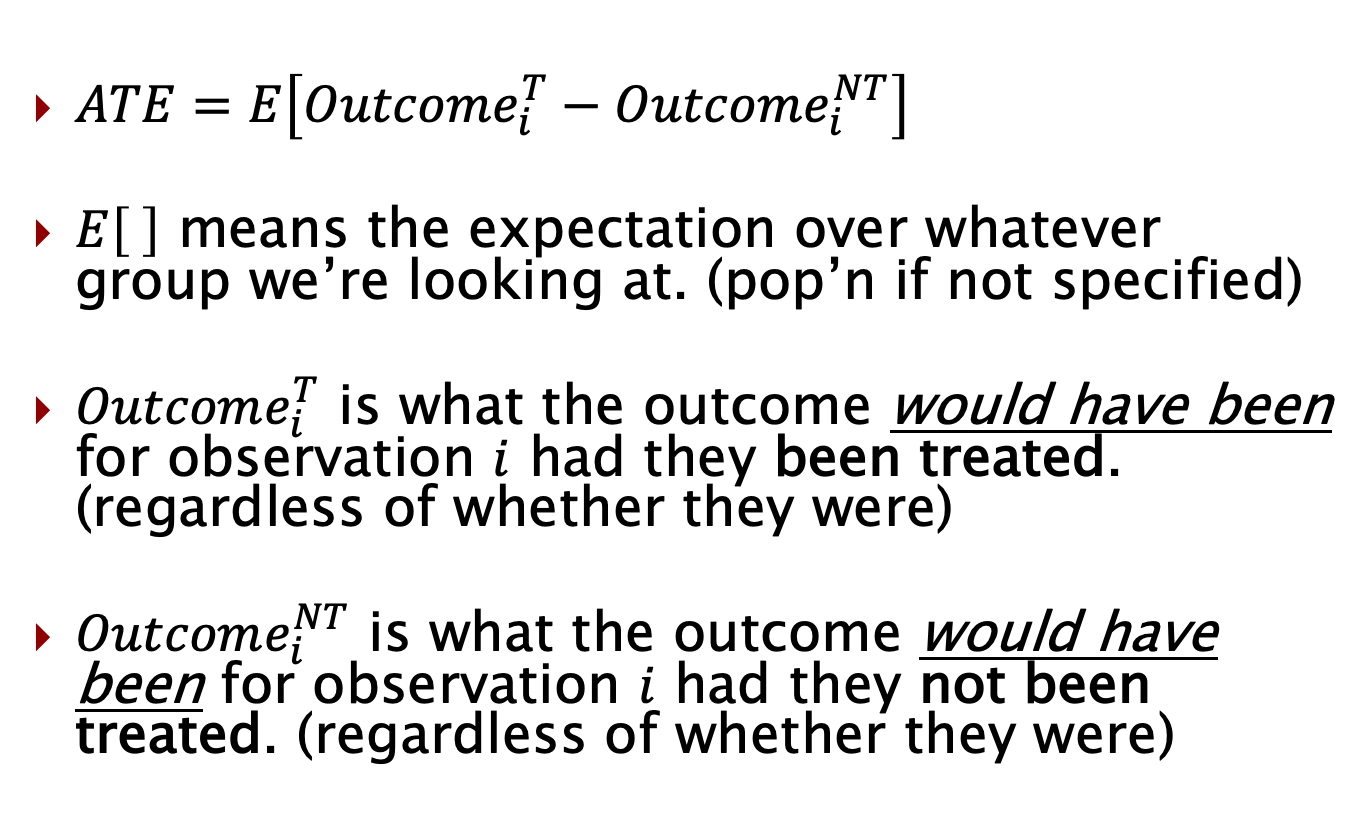 ATE = E[Outcome_i^T − Outcome_i^NT]
E[ ] means the expectation over whatever
group we’re looking at. (pop’n if not specified)
Outcome_i^T is what the outcome would have been
for observation i had they been treated.
(regardless of whether they were)
Outcome_i^NT is what the outcome would have
been for observation i had they not been
treated. (regardless of whether they were)